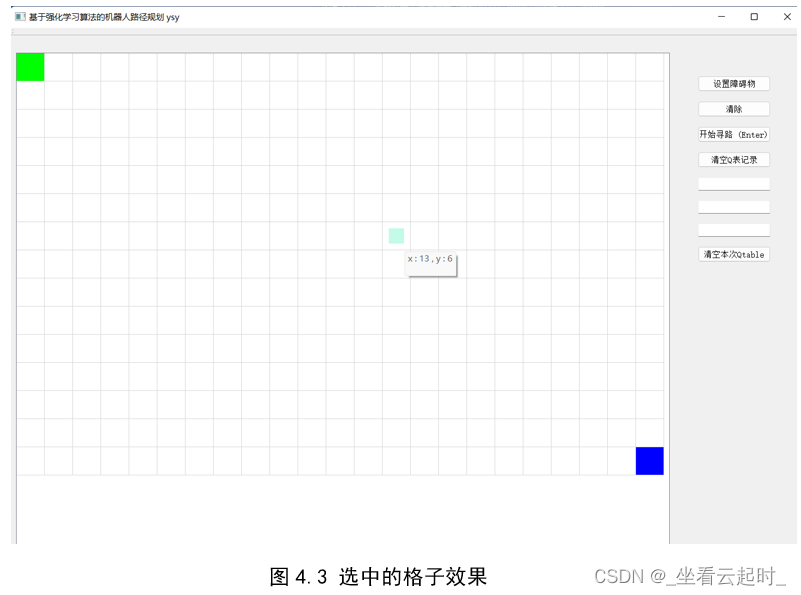 基于强化学习算法的机器人路径规划 ysy
设置障碍物
清除
开始寻路 (Enter)
清空Q表记录
x:13,y:6
清空本次Qtable
图 4.3 选中的格子效果
CSDN @_坐看云起时_